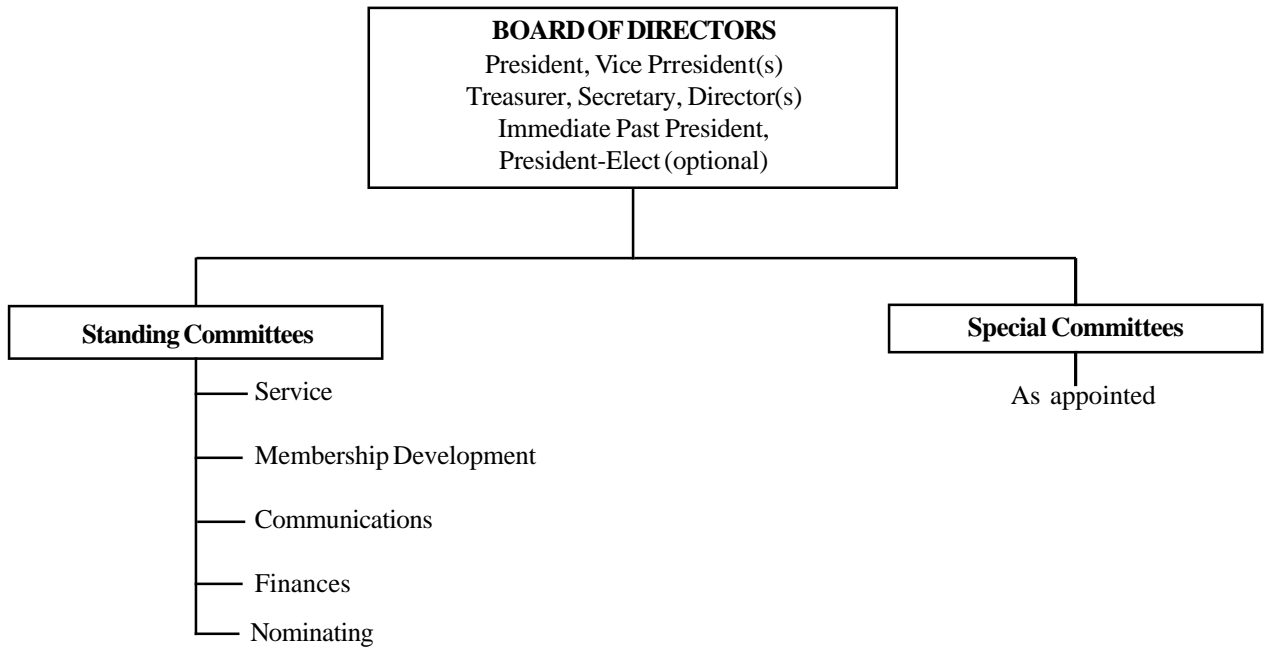 BOARD OF DIRECTORS
President, Vice Prresident(s)
Treasurer, Secretary, Director(s)
Immediate Past President,
President-Elect (optional)
Standing Committees
Service
Membership Development
Communications
Finances
Nominating
Special Committees
As appointed